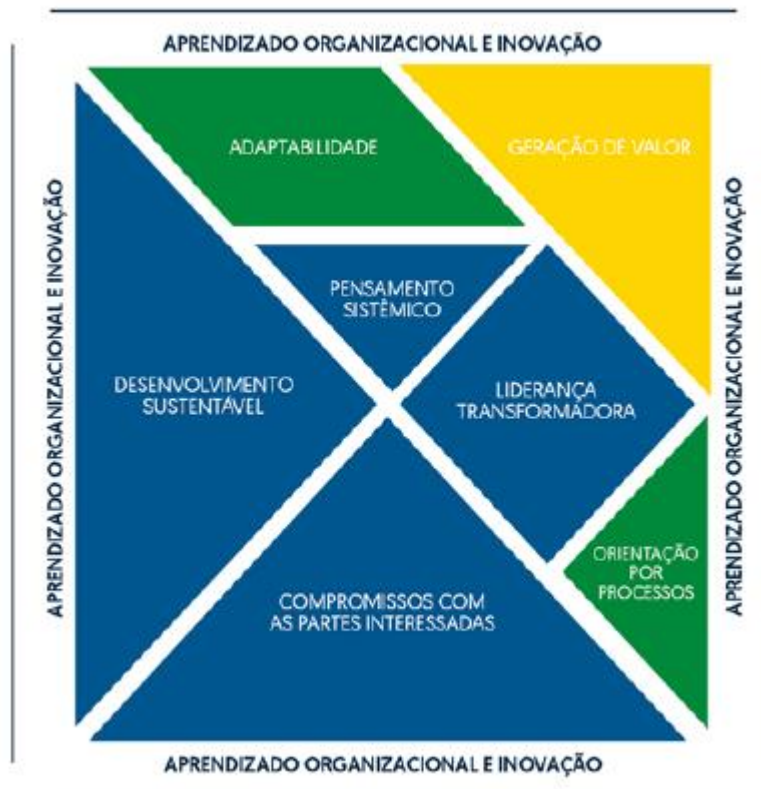 APRENDIZADO ORGANIZACIONAL E INOVAÇÃO
ADAPTABILIDADE
GERAÇÃO DE VALOR
APRENDIZADO ORGANIZACIONAL E INOVAÇÃO
APRENDIZADO ORGANIZACIONAL E INOVAÇÃO
PENSAMENTO
SISTÊMICO
DESENVOLVIMENTO
SUSTENTÁVEL
LIDERANÇA
TRANSFORMADORA
ORIENTAÇÃO
POR
PROCESSOS
COMPROMISSOS COM
AS PARTES INTERESSADAS
APRENDIZADO ORGANIZACIONAL E INOVAÇÃO